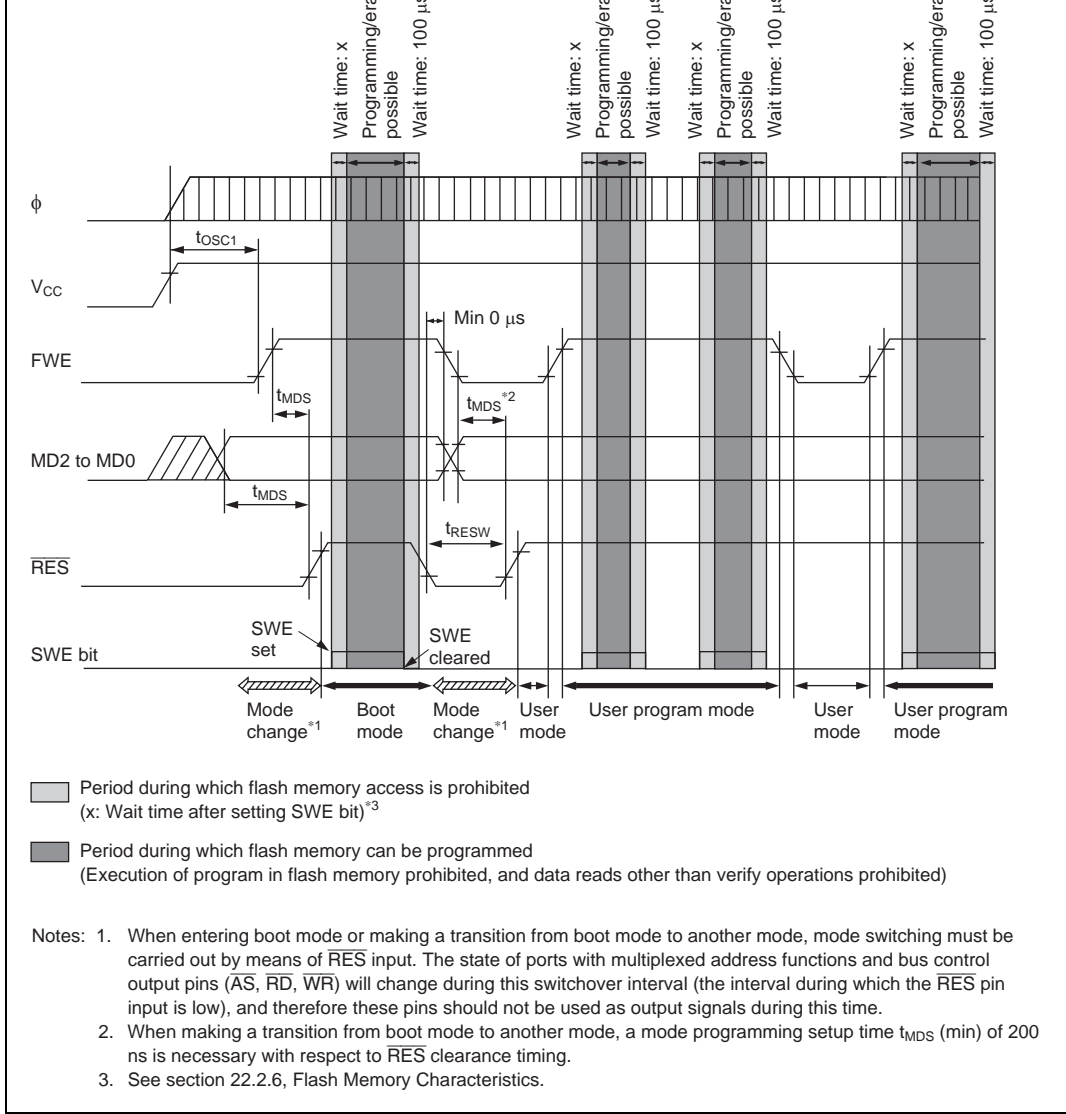 Wait time: x
possible
Wait time: 100 μs
Wait time: x
possible
Wait time: 100 μs
Wait time: x
possible
Wait time: 100 μs
Wait time: x
possible
Wait time: 100 μs
φ
tOSC1
VCC
Min 0 μs
FWE
tMDS
tMDS*2
MD2 to MD0
tMDS
tRESW
RES
SWE
set
SWE
cleared
SWE bit
Mode
change*1
Boot
mode
Mode
change*1
User
mode
User program mode
User
mode
User program
mode
Period during which flash memory access is prohibited
(x: Wait time after setting SWE bit)*3
Period during which flash memory can be programmed
(Execution of program in flash memory prohibited, and data reads other than verify operations prohibited)
Notes: 1. When entering boot mode or making a transition from boot mode to another mode, mode switching must be
carried out by means of RES input. The state of ports with multiplexed address functions and bus control
output pins (AS, RD, WR) will change during this switchover interval (the interval during which the RES pin
input is low), and therefore these pins should not be used as output signals during this time.
2. When making a transition from boot mode to another mode, a mode programming setup time tMDS (min) of 200
ns is necessary with respect to RES clearance timing.
3. See section 22.2.6, Flash Memory Characteristics.